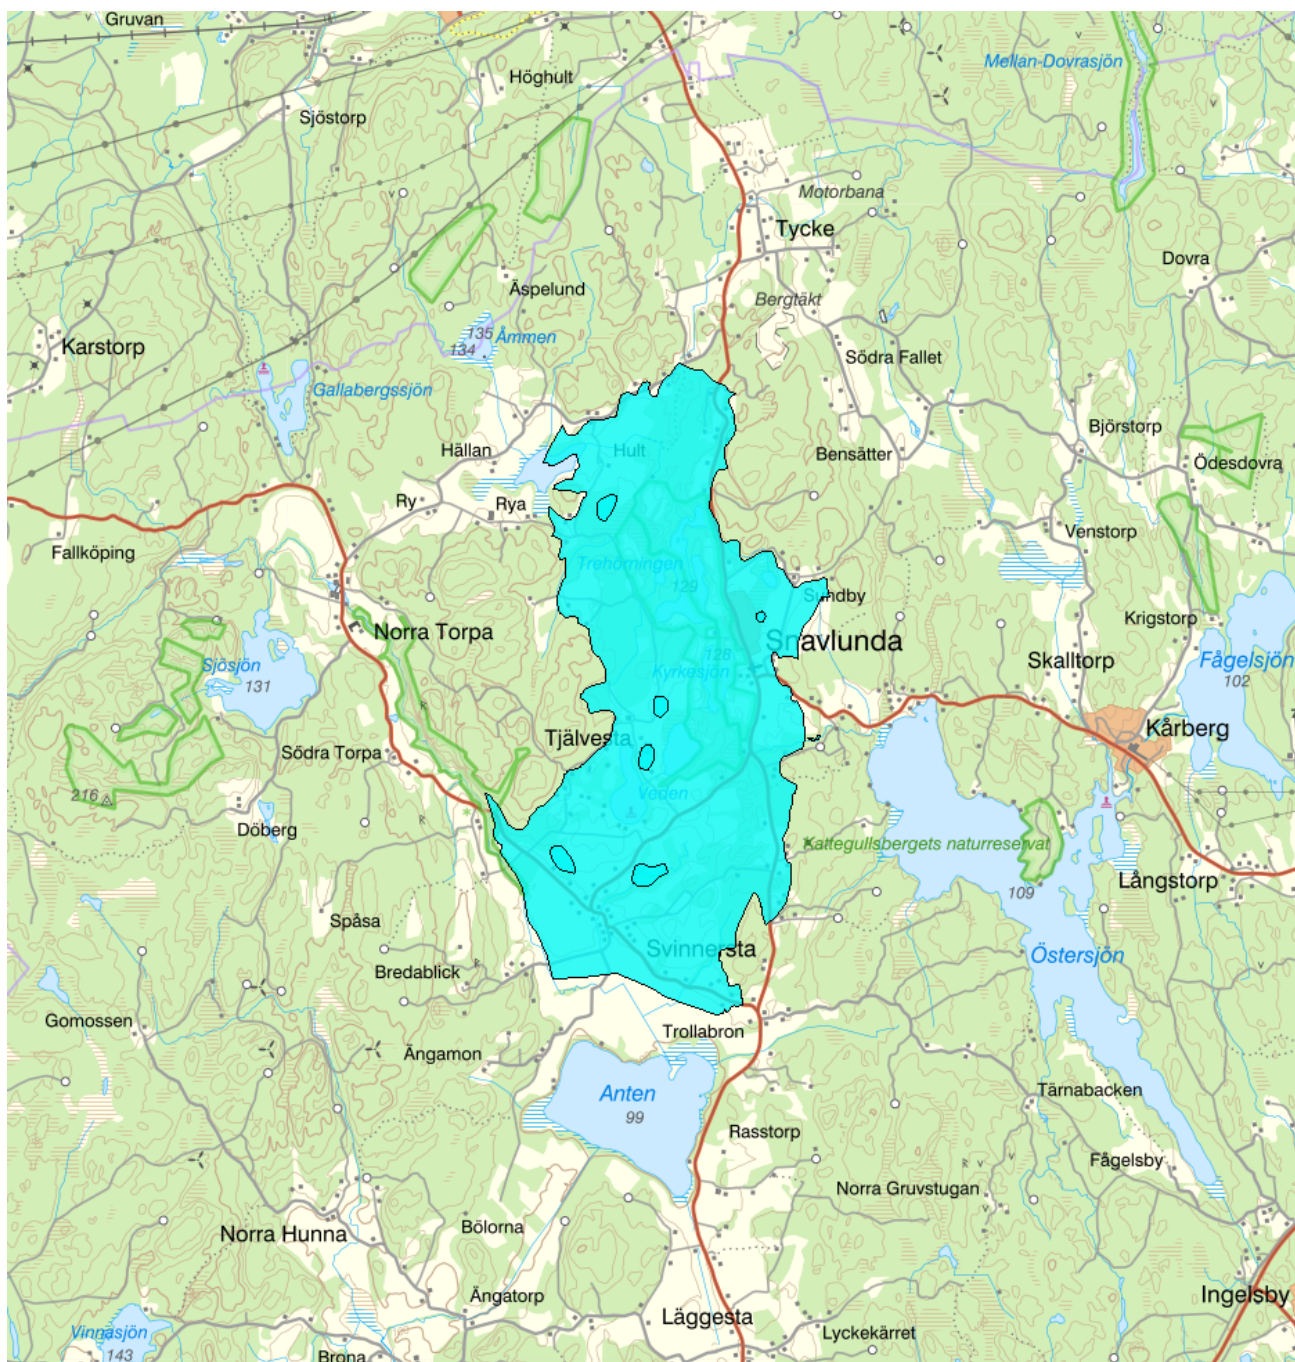 Gruvan
Höghult
Mellan-Dovrasjön
Sjöstorp
Motorbana
Tycke
Dovra
Äspelund
Bergtäkt
135
Åmmen
134
Karstorp
Södra Fallet
Gallabergssjön
Björstorp
Hällan
Hult
Bensätter
Ödesdovra
Ry
Rya
Venstorp
Fallköping
Trehörningen
129
Sundby
Krigstorp
Norra Torpa
Snavlunda
128
Sjösjön
131
Kyrkesjön
Skalltorp
Fågelsjön
102
Kårberg
Tjälvesta
Södra Torpa
216
Veden
Döberg
Kattegullsbergets naturreservat
Långstorp
109
Spåsa
Svinnersta
Östersjön
Bredablick
Gomossen
Trollabron
Ängamon
Anten
99
Tärnabacken
Rasstorp
Fågelsby
Norra Gruvstugan
Bölorna
Norra Hunna
Ängatorp
Ingelsby
Läggesta
Vinnasjön
143
Lyckekärret
Brona